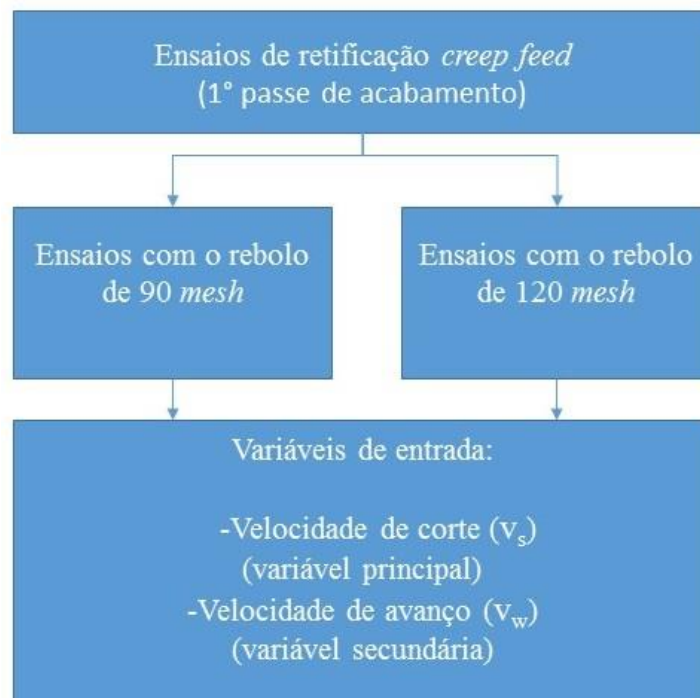 Ensaios de retificação creep feed
(1° passe de acabamento)
Ensaios com o rebolo
de 90 mesh
Ensaios com o rebolo
de 120 mesh
Variáveis de entrada:
-Velocidade de corte (vs)
(variável principal)
-Velocidade de avanço (vw)
(variável secundária)